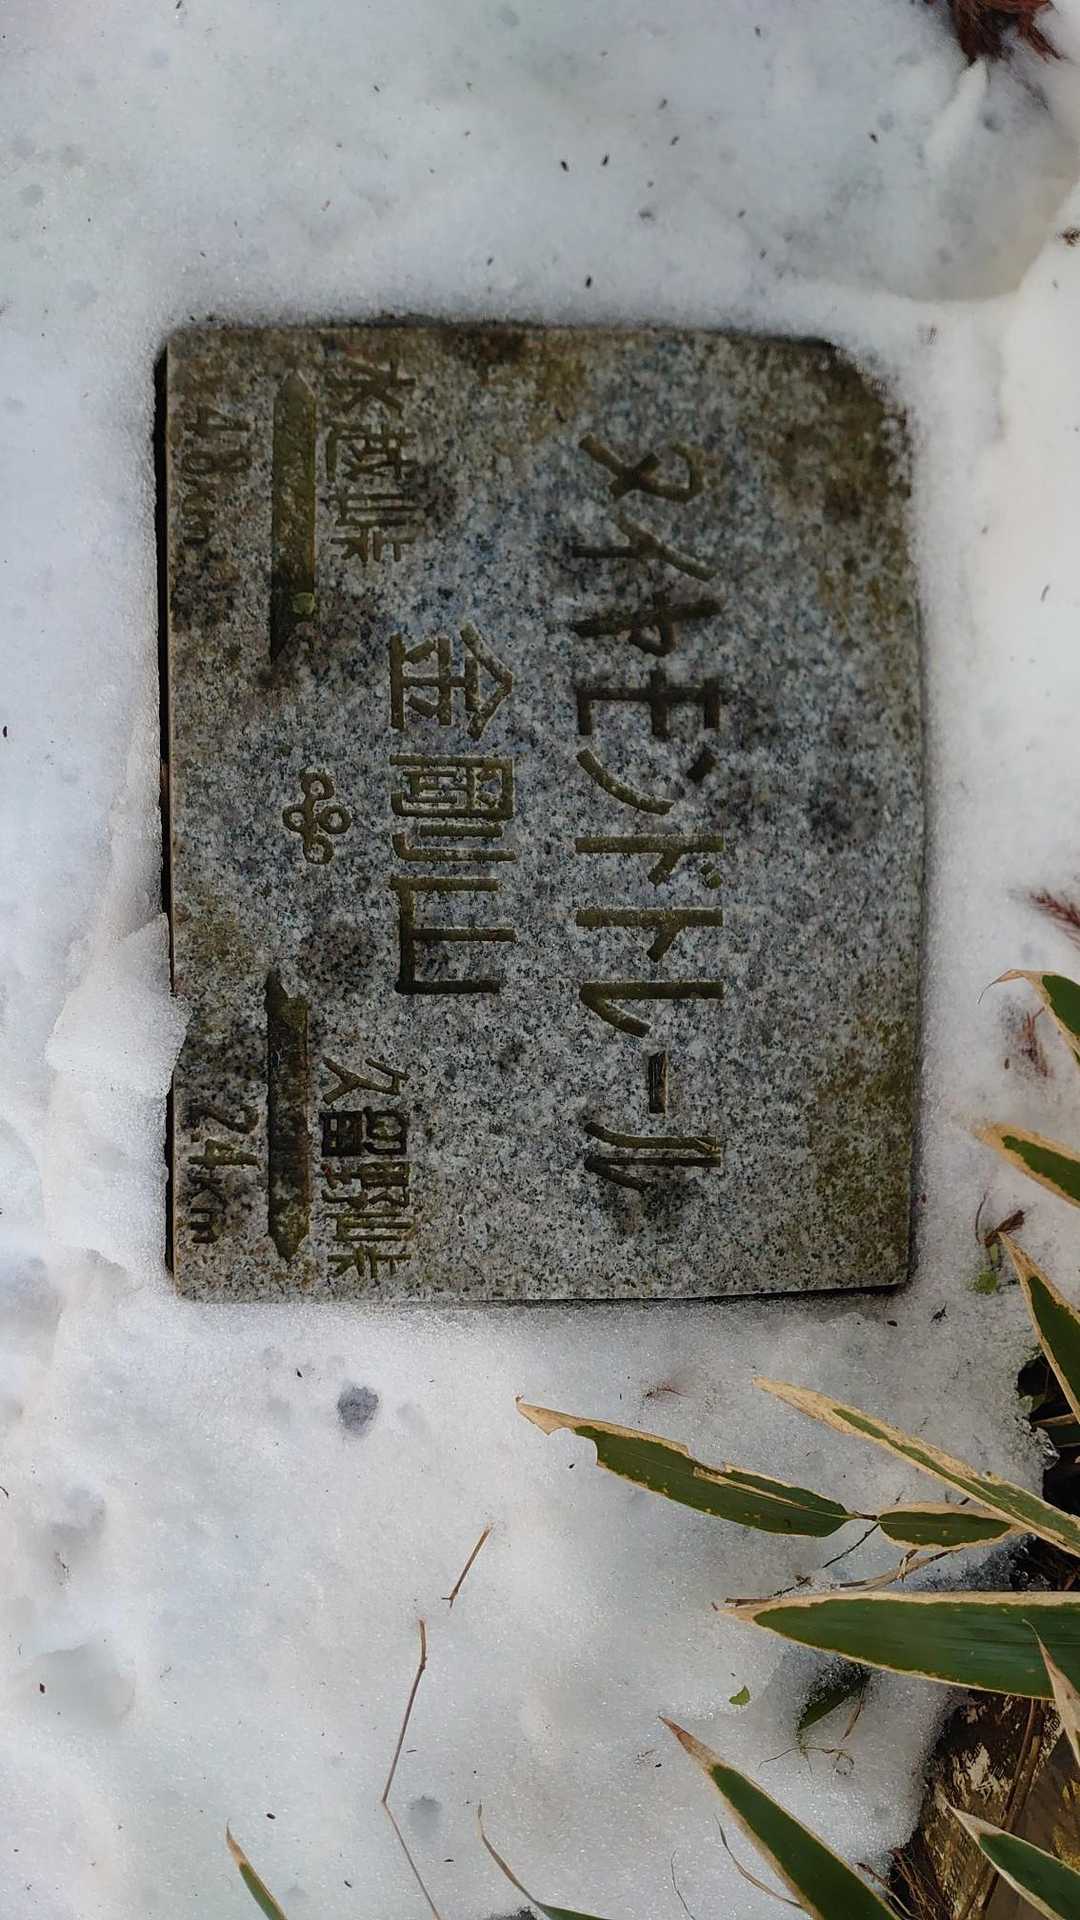 ダイヤモンドトレール
金剛山
水越峠 久留野峠
4.8km 2.4km